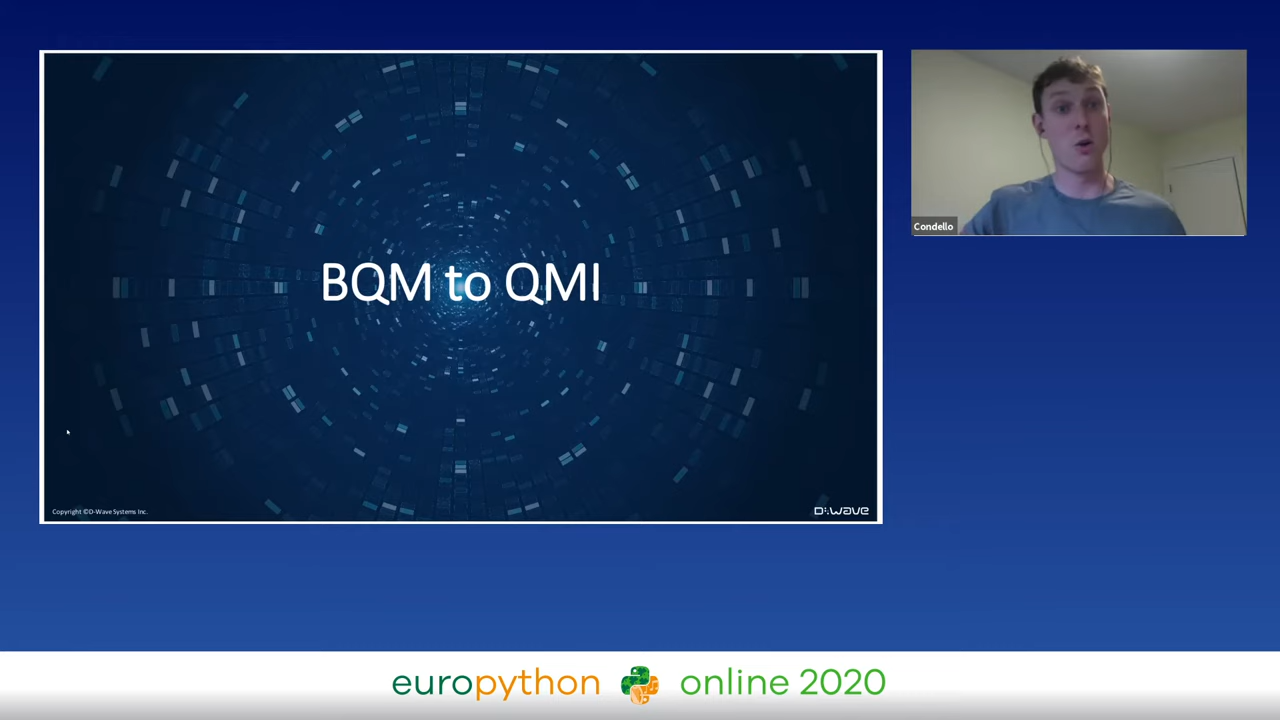 BQM to QMI
Copyright ©D-Wave Systems Inc.
D:wave
Condello
europython
online 2020